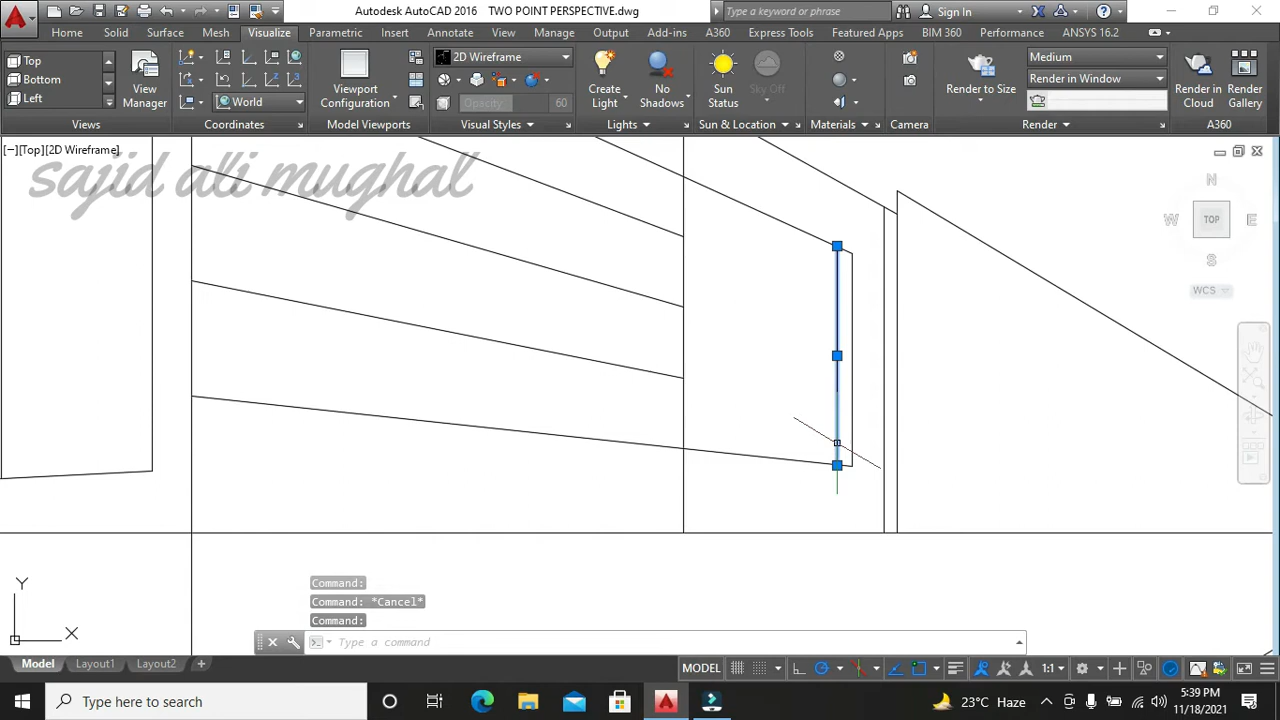 Autodesk AutoCAD 2016 TWO POINT PERSPECTIVE.dwg
Type a keyword or phrase
Sign In
Home Solid Surface Mesh Visualize Parametric Insert Annotate View Manage Output Add-ins A360 Express Tools Featured Apps BIM 360 Performance ANSYS 16.2
Top
Bottom
Left
View Manager
Views
World
Coordinates
Viewport Configuration
Model Viewports
2D Wireframe
Opacity 60
Visual Styles
Create Light
No Shadows
Lights
Sun Status
Sky Off
Sun & Location
Materials
Camera
Render to Size
Medium
Render in Window
Render
Render in Cloud
Render Gallery
A360
[−][Top][2D Wireframe]
sajid ali mughal
N
W TOP E
S
WCS
Y
X
Command:
Command: *Cancel*
Command:
Type a command
Model Layout1 Layout2 +
MODEL 1:1
Type here to search
23°C Haze
5:39 PM
11/18/2021